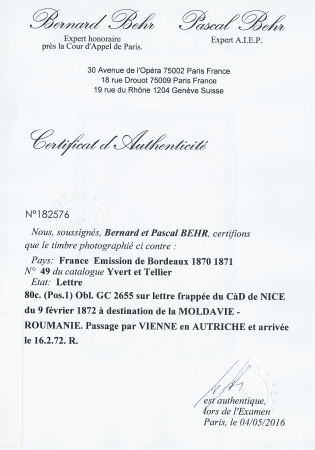 Bernard Behr
Expert honoraire
près la Cour d'Appel de Paris.
Pascal Behr
Expert A.I.E.P.
30 Avenue de l'Opéra 75002 Paris France
18 rue Drouot 75009 Paris France
19 rue du Rhône 1204 Genève Suisse
Certificat d'Authenticité
N°182576
Nous, soussignés, Bernard et Pascal BEHR, certifions
que le timbre photographié ci contre :
Pays: France Emission de Bordeaux 1870 1871
N° 49 du catalogue Yvert et Tellier
Etat: Lettre
80c. (Pos.1) Obl. GC 2655 sur lettre frappée du CàD de NICE
du 9 février 1872 à destination de la MOLDAVIE -
ROUMANIE. Passage par VIENNE en AUTRICHE et arrivée
le 16.2.72. R.
est authentique,
lors de l'Examen
Paris, le 04/05/2016